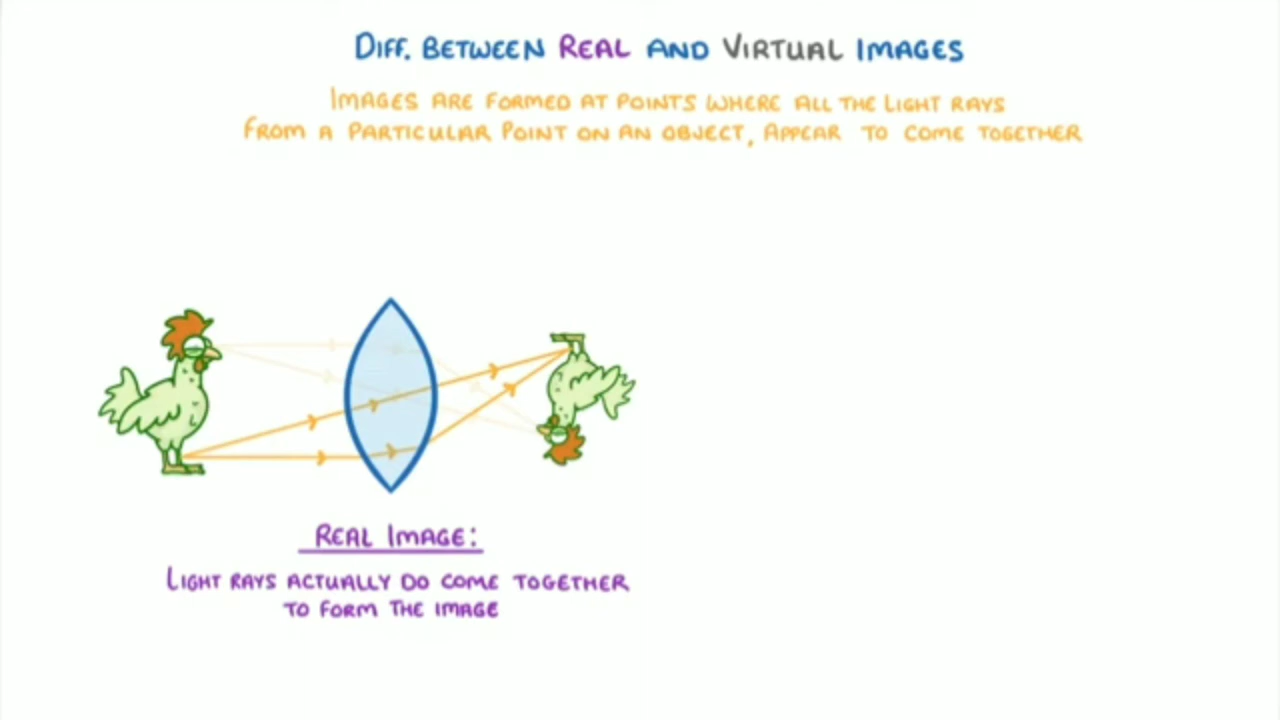 DIFF. BETWEEN REAL AND VIRTUAL IMAGES
IMAGES ARE FORMED AT POINTS WHERE ALL THE LIGHT RAYS
FROM A PARTICULAR POINT ON AN OBJECT, APPEAR TO COME TOGETHER
REAL IMAGE:
LIGHT RAYS ACTUALLY DO COME TOGETHER
TO FORM THE IMAGE